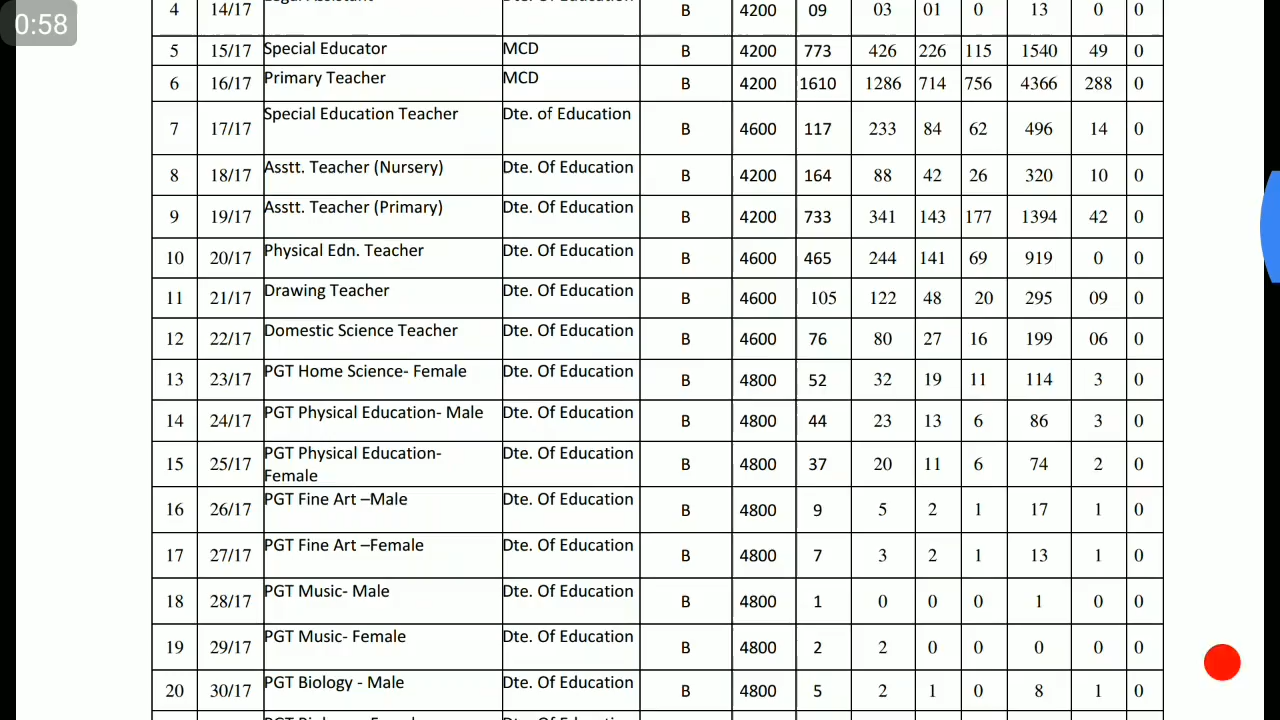 0:58
4 14/17 Legal Assistant Dte. Of Education B 4200 09 03 01 0 13 0 0
5 15/17 Special Educator MCD B 4200 773 426 226 115 1540 49 0
6 16/17 Primary Teacher MCD B 4200 1610 1286 714 756 4366 288 0
7 17/17 Special Education Teacher Dte. of Education B 4600 117 233 84 62 496 14 0
8 18/17 Asstt. Teacher (Nursery) Dte. Of Education B 4200 164 88 42 26 320 10 0
9 19/17 Asstt. Teacher (Primary) Dte. Of Education B 4200 733 341 143 177 1394 42 0
10 20/17 Physical Edn. Teacher Dte. Of Education B 4600 465 244 141 69 919 0 0
11 21/17 Drawing Teacher Dte. Of Education B 4600 105 122 48 20 295 09 0
12 22/17 Domestic Science Teacher Dte. Of Education B 4600 76 80 27 16 199 06 0
13 23/17 PGT Home Science- Female Dte. Of Education B 4800 52 32 19 11 114 3 0
14 24/17 PGT Physical Education- Male Dte. Of Education B 4800 44 23 13 6 86 3 0
15 25/17 PGT Physical Education- Dte. Of Education B 4800 37 20 11 6 74 2 0
Female
16 26/17 PGT Fine Art –Male Dte. Of Education B 4800 9 5 2 1 17 1 0
17 27/17 PGT Fine Art –Female Dte. Of Education B 4800 7 3 2 1 13 1 0
18 28/17 PGT Music- Male Dte. Of Education B 4800 1 0 0 0 1 0 0
19 29/17 PGT Music- Female Dte. Of Education B 4800 2 2 0 0 0 0 0
20 30/17 PGT Biology - Male Dte. Of Education B 4800 5 2 1 0 8 1 0